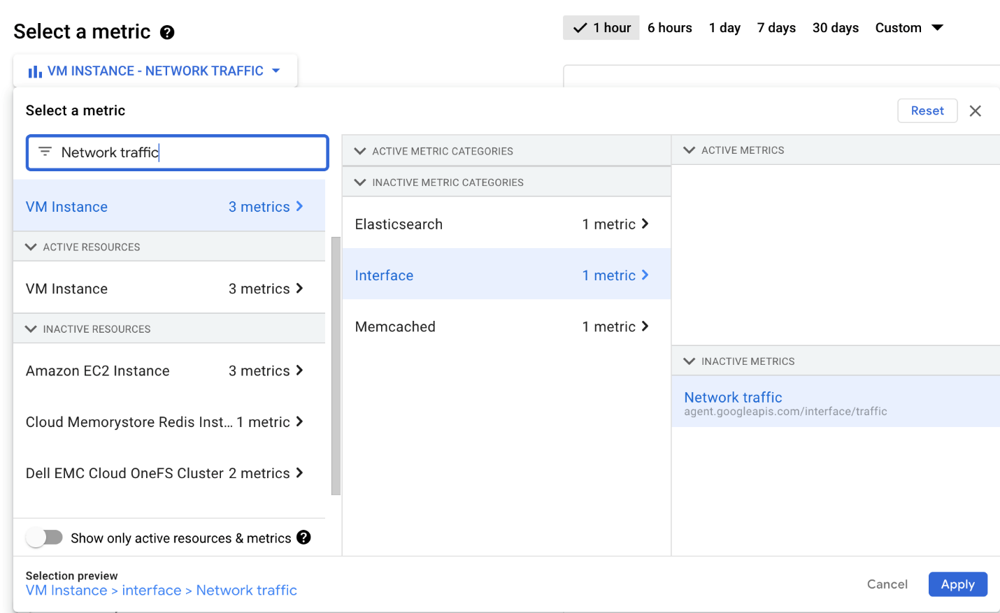 Select a metric
1 hour 6 hours 1 day 7 days 30 days Custom
VM INSTANCE - NETWORK TRAFFIC
Select a metric
Reset
Network traffic
VM Instance 3 metrics
ACTIVE RESOURCES
VM Instance 3 metrics
INACTIVE RESOURCES
Amazon EC2 Instance 3 metrics
Cloud Memorystore Redis Inst... 1 metric
Dell EMC Cloud OneFS Cluster 2 metrics
Show only active resources & metrics
ACTIVE METRIC CATEGORIES
INACTIVE METRIC CATEGORIES
Elasticsearch 1 metric
Interface 1 metric
Memcached 1 metric
ACTIVE METRICS
INACTIVE METRICS
Network traffic
agent.googleapis.com/interface/traffic
Selection preview
VM Instance > interface > Network traffic
Cancel
Apply